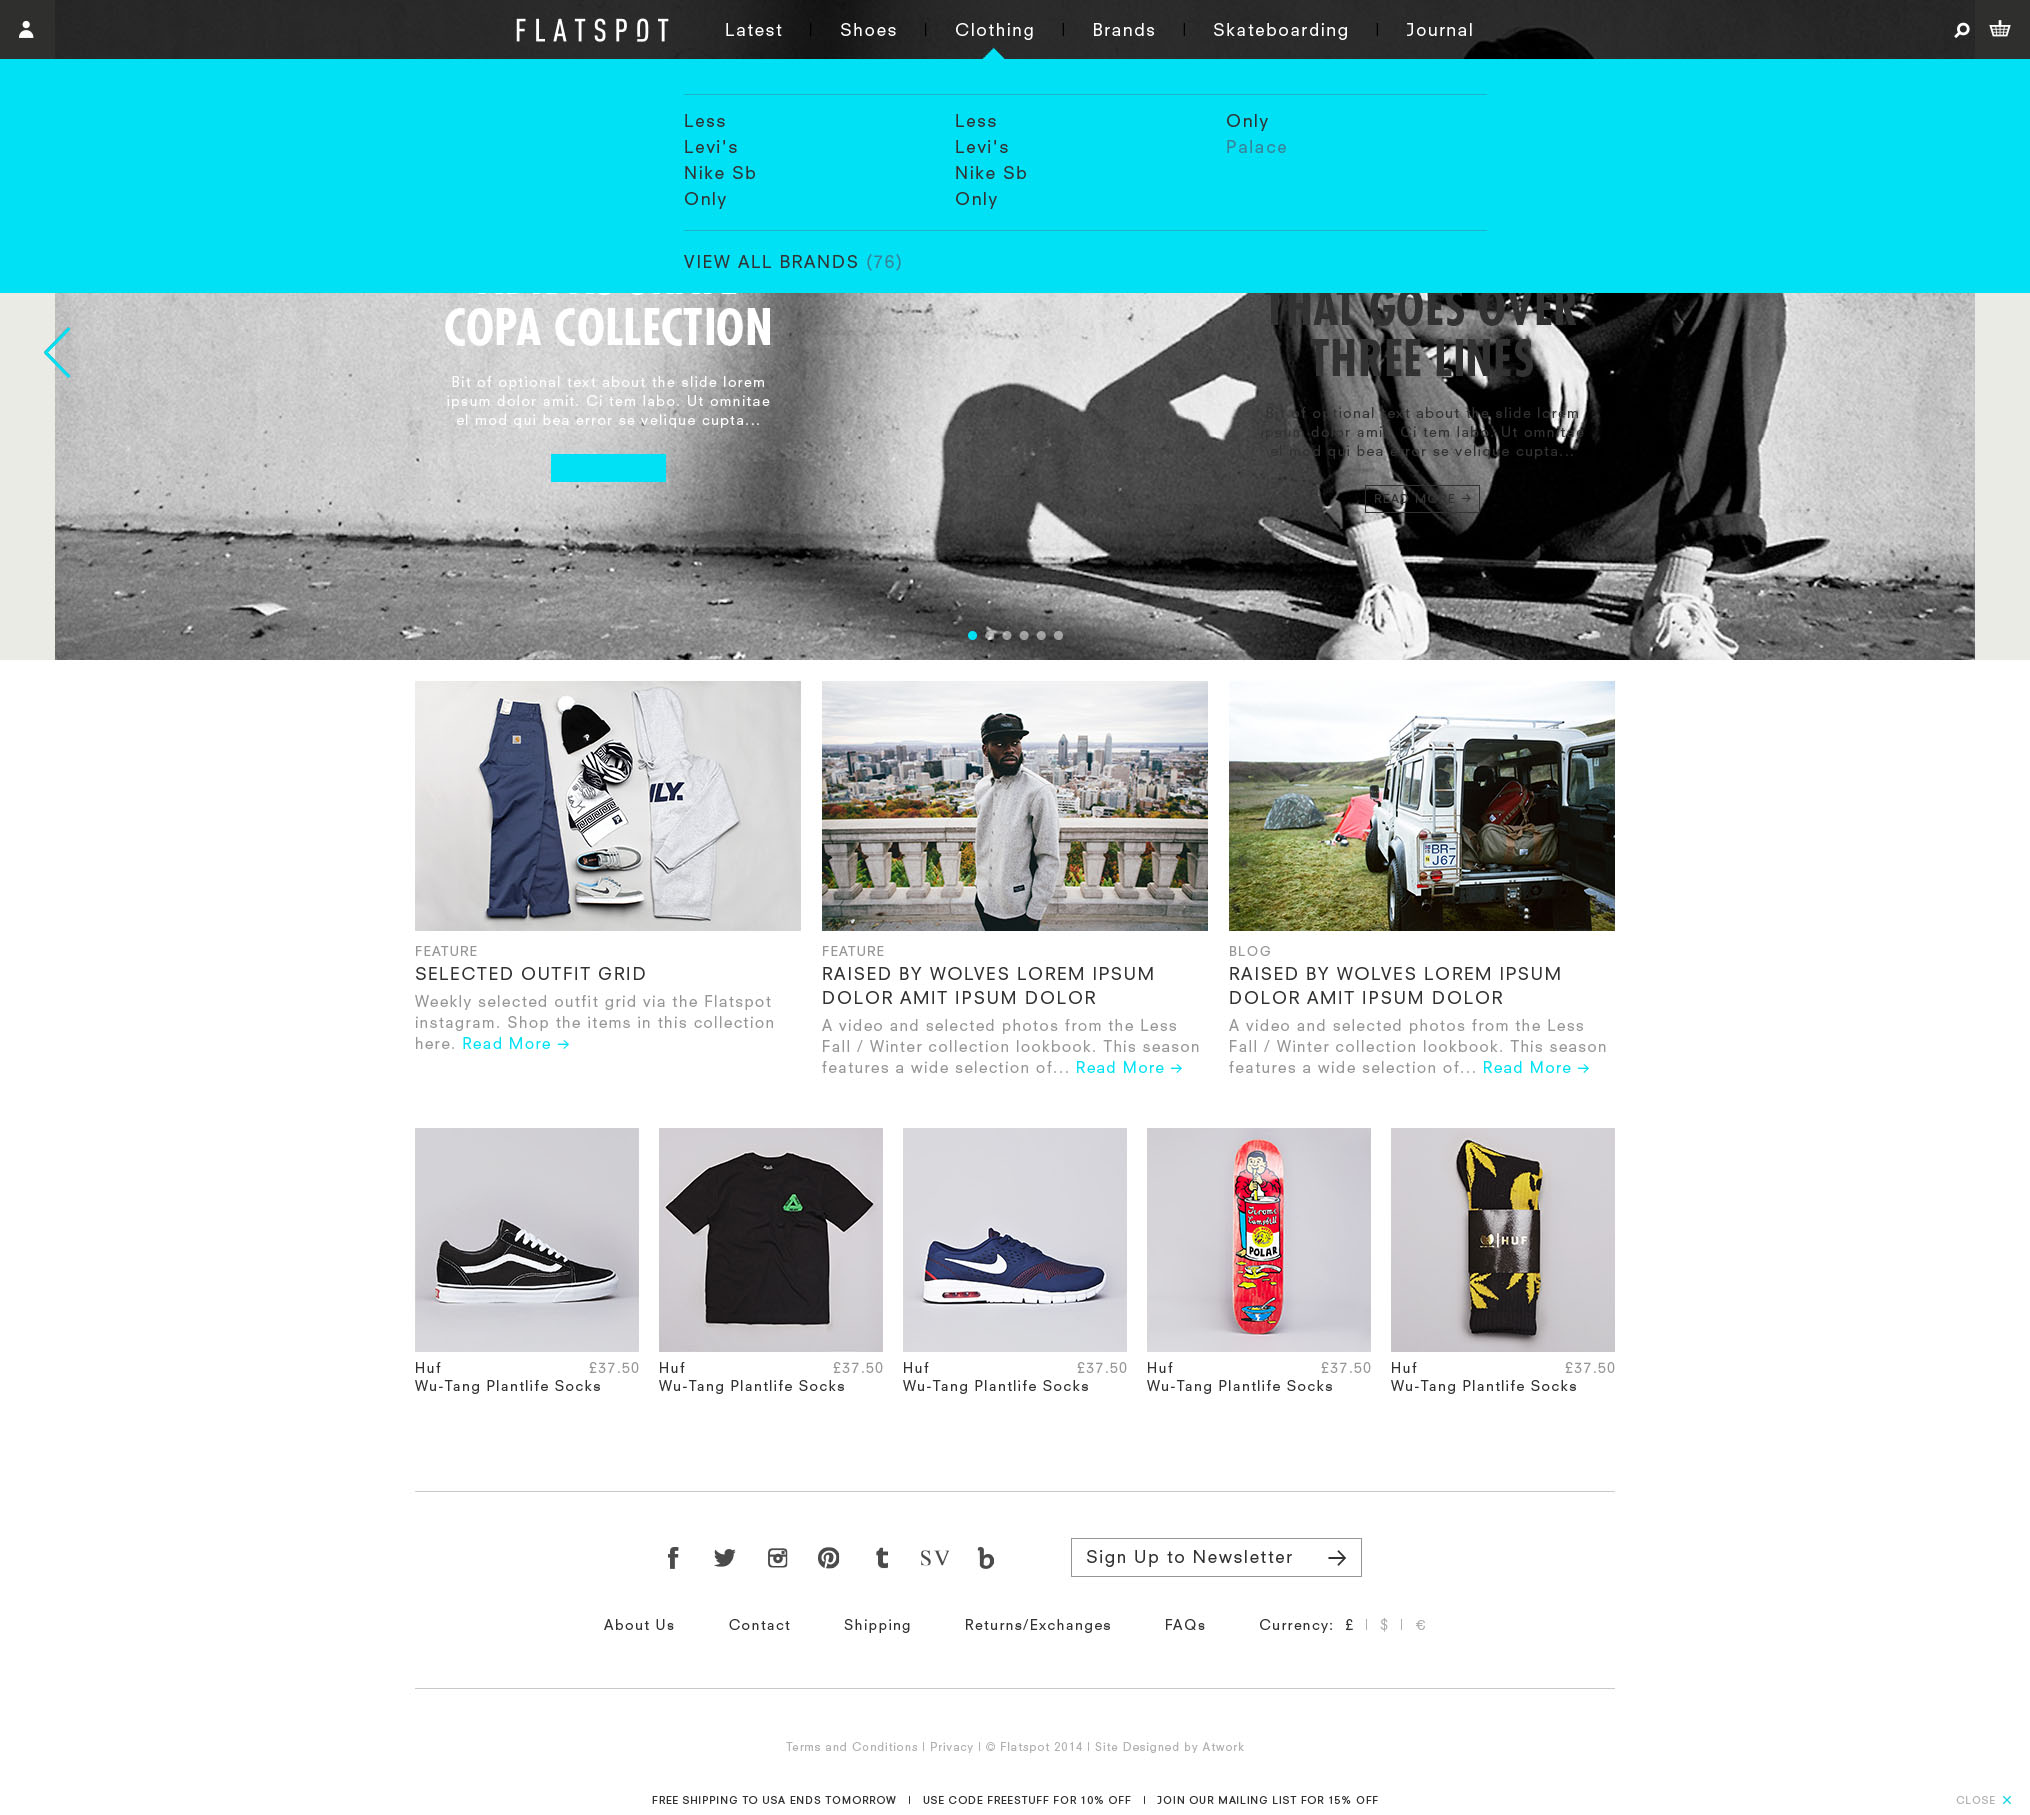 FLATSPOT Latest Shoes Clothing Brands Skateboarding Journal
Less Less Only
Levi's Levi's Palace
Nike Sb Nike Sb
Only Only
VIEW ALL BRANDS (76)
COPA COLLECTION
Bit of optional text about the slide lorem
ipsum dolor amit. Ci tem labo. Ut omnitae
el mod qui bea error se velique cupta...
THAT GOES OVER
THREE LINES
Bit of optional text about the slide lorem
ipsum dolor amit. Ci tem labo. Ut omnitae
el mod qui bea error se velique cupta...
READ MORE →
FEATURE
SELECTED OUTFIT GRID
Weekly selected outfit grid via the Flatspot
instagram. Shop the items in this collection
here. Read More →
FEATURE
RAISED BY WOLVES LOREM IPSUM
DOLOR AMIT IPSUM DOLOR
A video and selected photos from the Less
Fall / Winter collection lookbook. This season
features a wide selection of... Read More →
BR-
J67
BLOG
RAISED BY WOLVES LOREM IPSUM
DOLOR AMIT IPSUM DOLOR
A video and selected photos from the Less
Fall / Winter collection lookbook. This season
features a wide selection of... Read More →
POLAR
HUF
Huf £37.50
Wu-Tang Plantlife Socks
Huf £37.50
Wu-Tang Plantlife Socks
Huf £37.50
Wu-Tang Plantlife Socks
Huf £37.50
Wu-Tang Plantlife Socks
Huf £37.50
Wu-Tang Plantlife Socks
SV
Sign Up to Newsletter →
About Us Contact Shipping Returns/Exchanges FAQs Currency: £ | $ | €
Terms and Conditions | Privacy | © Flatspot 2014 | Site Designed by Atwork
FREE SHIPPING TO USA ENDS TOMORROW | USE CODE FREESTUFF FOR 10% OFF | JOIN OUR MAILING LIST FOR 15% OFF
CLOSE ×